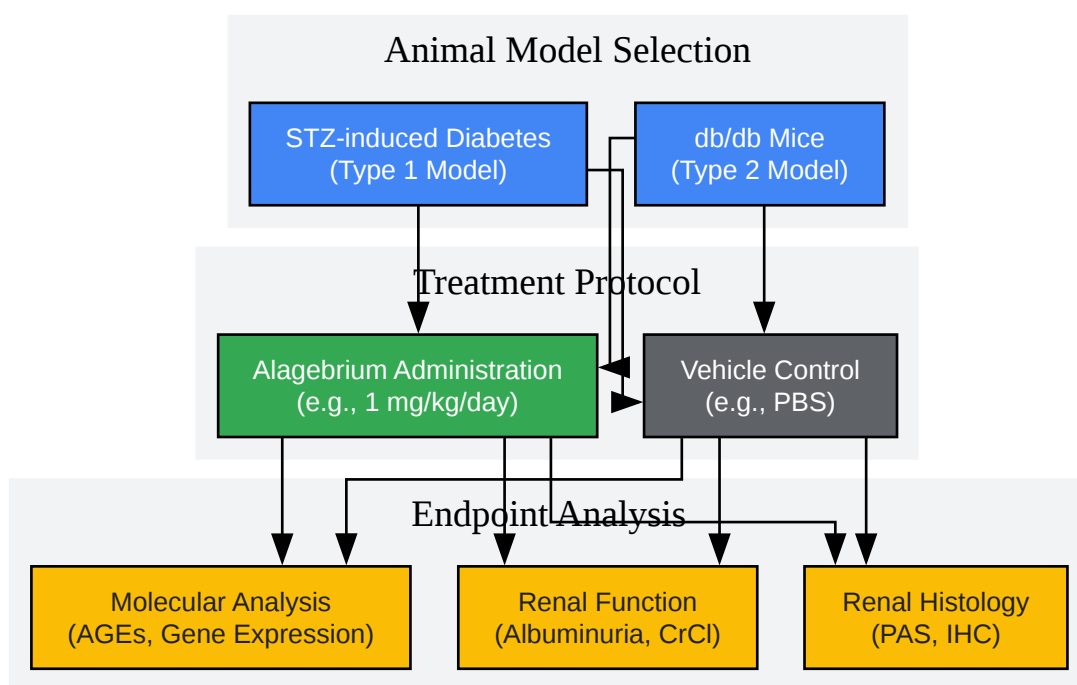 Animal Model Selection
STZ-induced Diabetes
(Type 1 Model)
db/db Mice
(Type 2 Model)
Treatment Protocol
Alagebrium Administration
(e.g., 1 mg/kg/day)
Vehicle Control
(e.g., PBS)
Endpoint Analysis
Molecular Analysis
(AGEs, Gene Expression)
Renal Function
(Albuminuria, CrCl)
Renal Histology
(PAS, IHC)